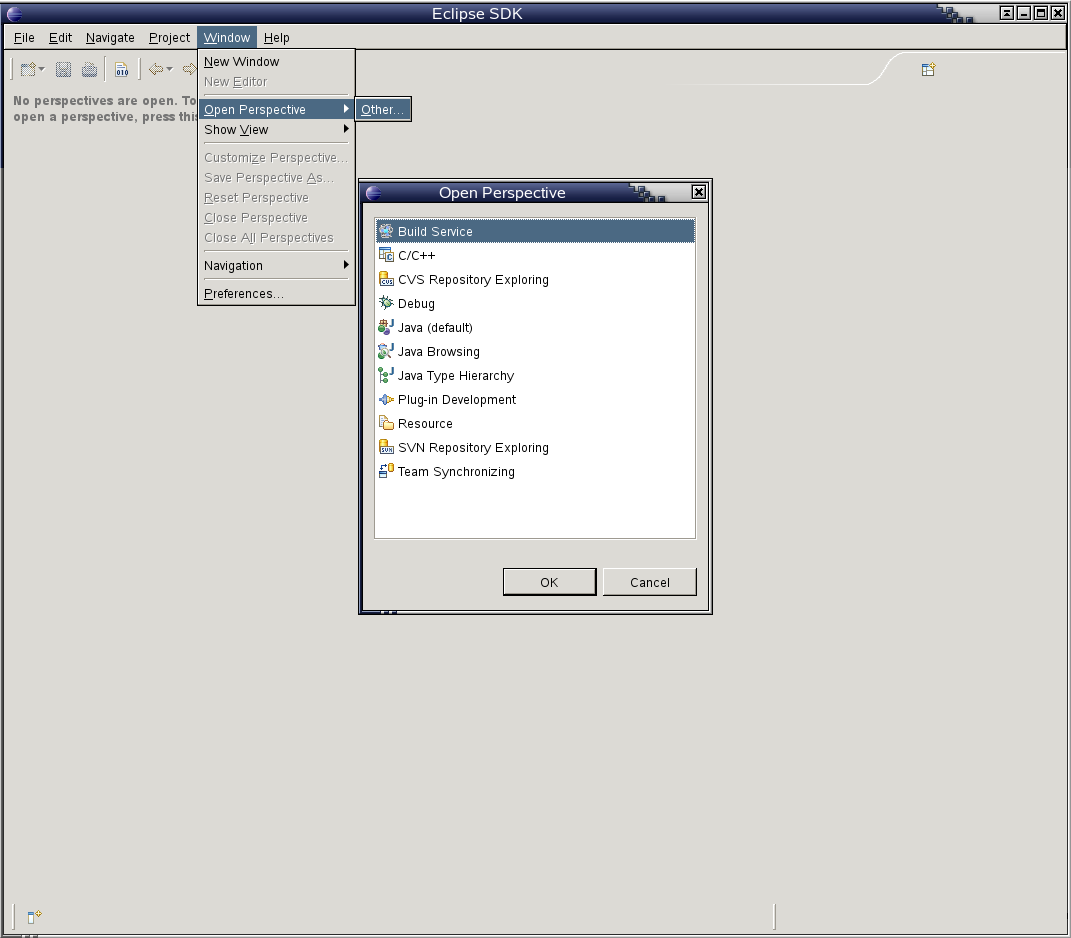 Eclipse SDK
File Edit Navigate Project Window Help
010
No perspectives are open. To
open a perspective, press this
New Window
New Editor
Open Perspective
Other...
Show View
Customize Perspective...
Save Perspective As...
Reset Perspective
Close Perspective
Close All Perspectives
Navigation
Preferences...
Open Perspective
Build Service
C/C++
CVS Repository Exploring
Debug
Java (default)
Java Browsing
Java Type Hierarchy
Plug-in Development
Resource
SVN Repository Exploring
Team Synchronizing
OK Cancel